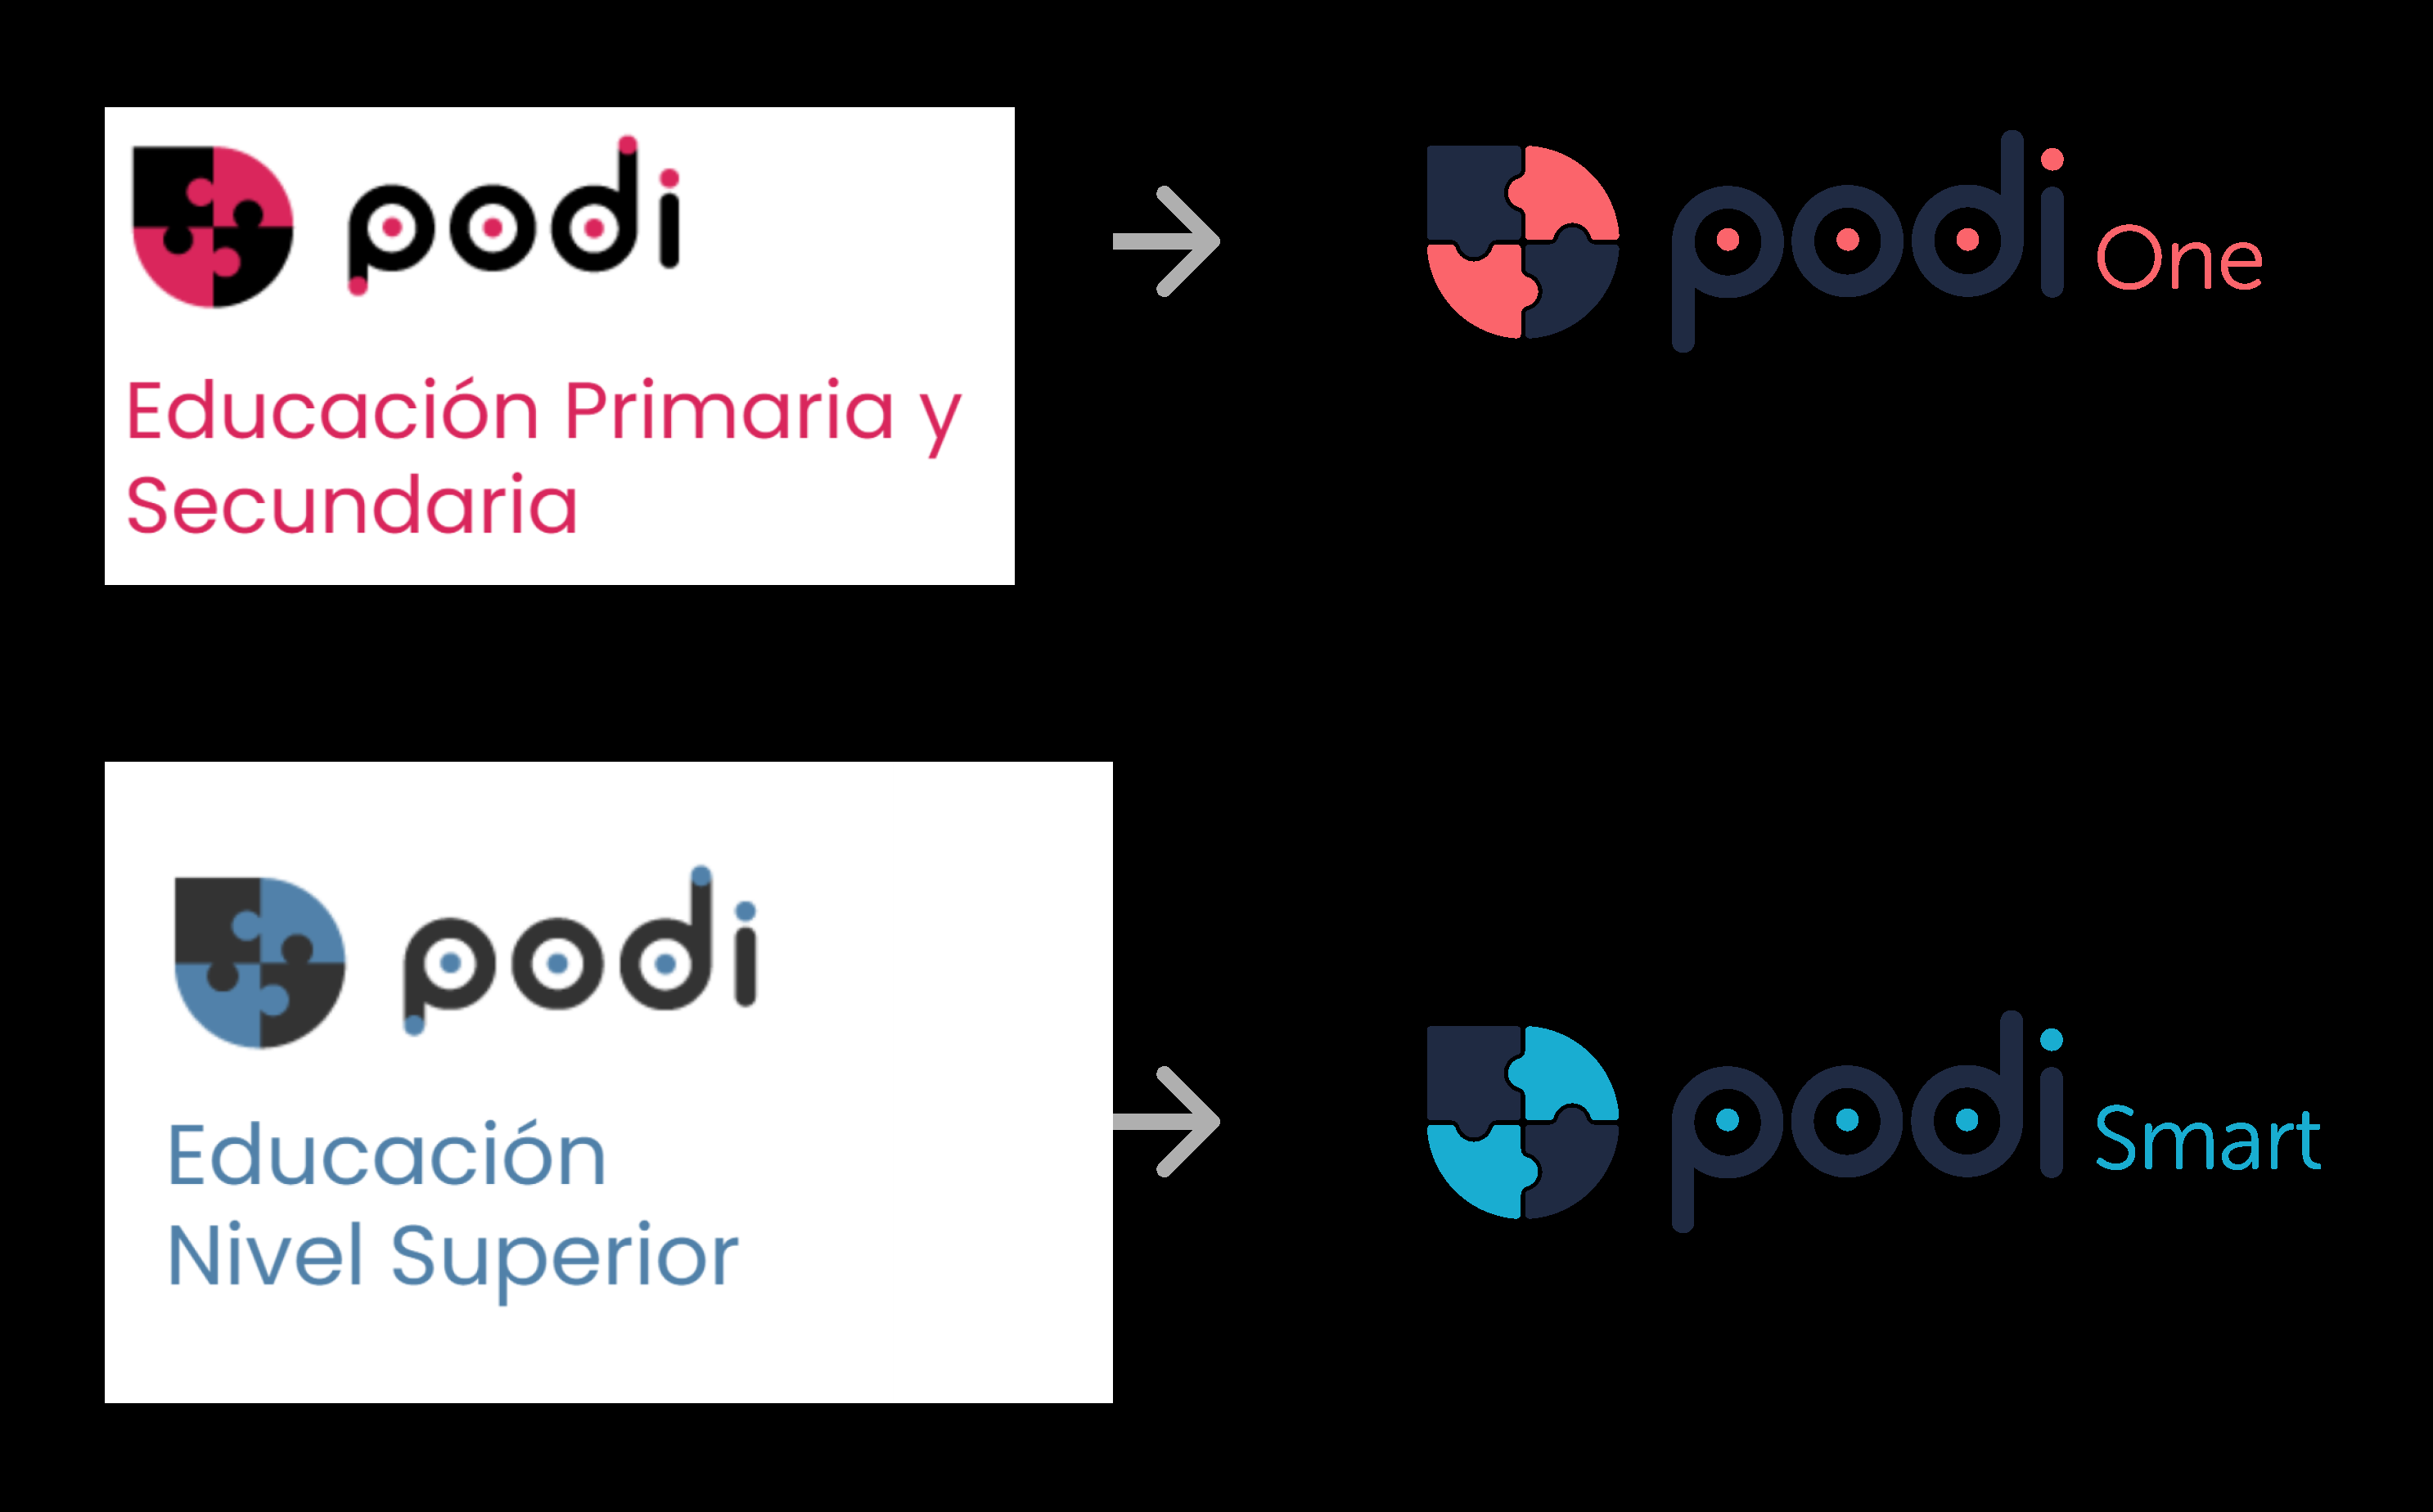 podi
Educación Primaria y
Secundaria
podi One
podi
Educación
Nivel Superior
podi Smart